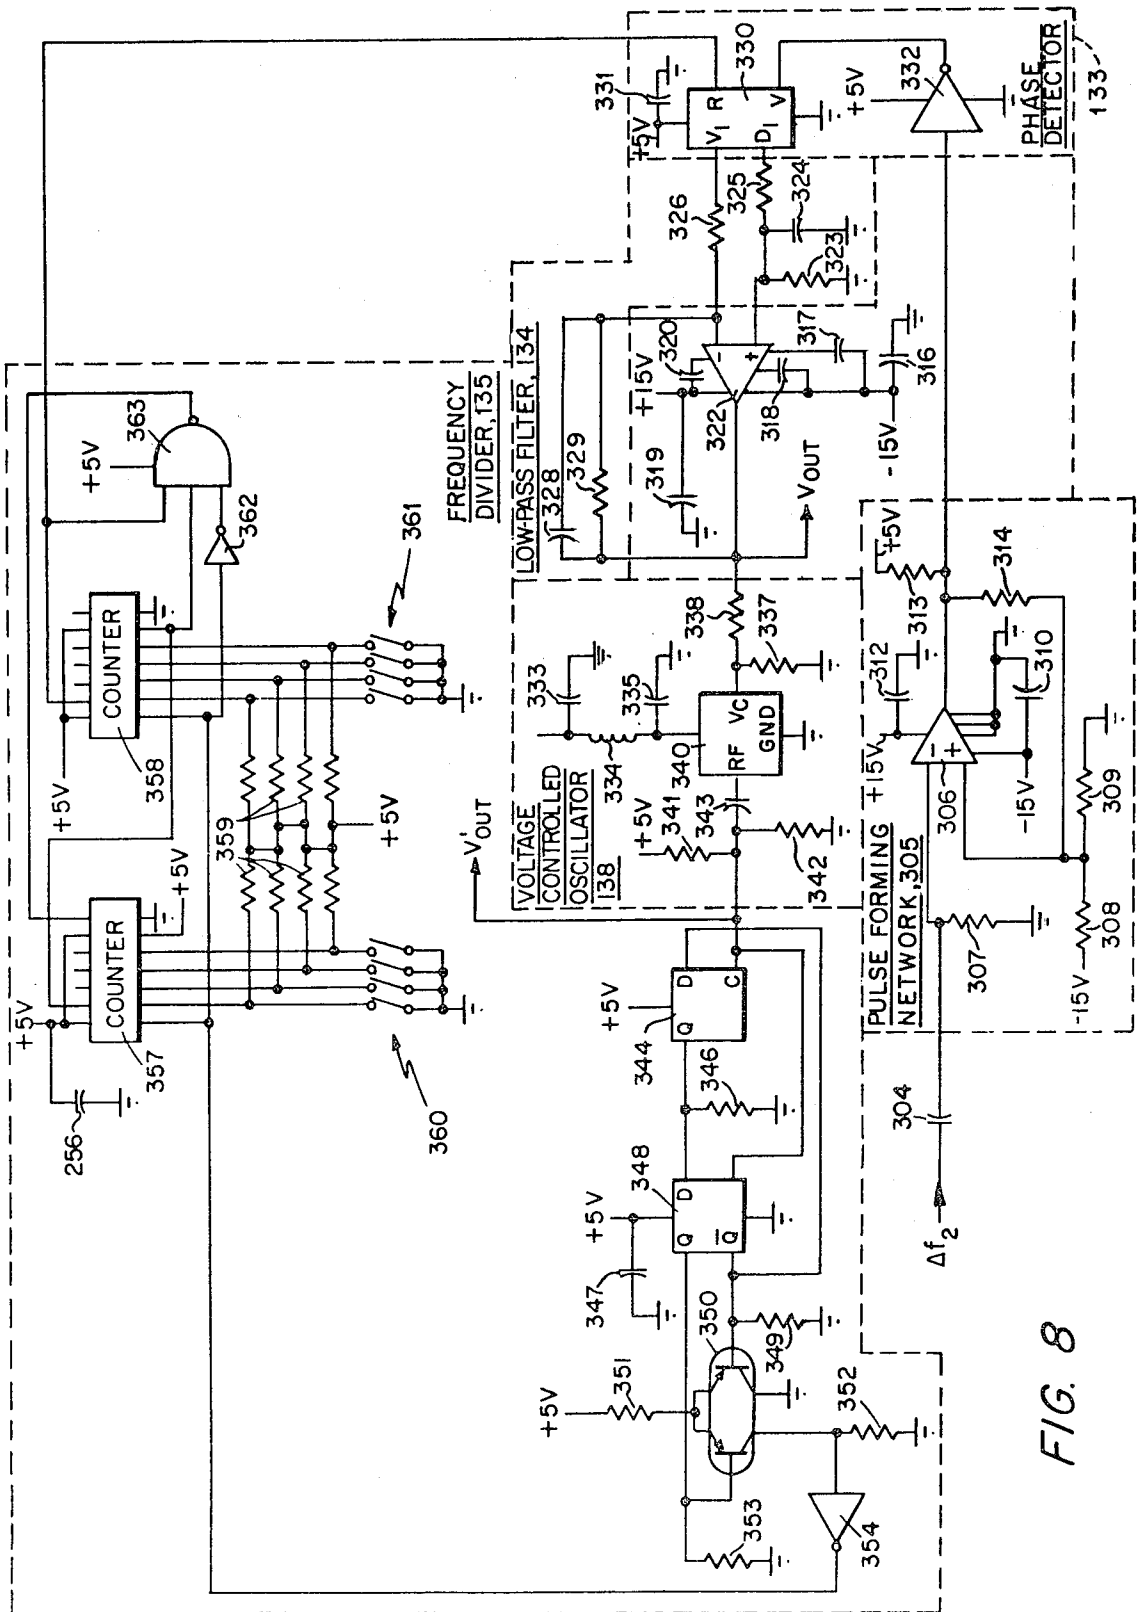 +5V
256
COUNTER
357
+5V
359
360
+5V
+5V
COUNTER
358
+5V
363
362
361
FREQUENCY
DIVIDER,135
LOW-PASS FILTER, 134
328
329
+15V
319
320
322
318
317
316
-15V
VOUT
326
325
324
323
331
+5V
V1
R
D1
V
330
+5V
332
PHASE
DETECTOR
133
V'OUT
VOLTAGE
CONTROLLED
OSCILLATOR
138
333
334
335
340
RF
VC
GND
338
337
+5V
341
343
342
+5V
344
Q
D
C
346
+5V
347
348
Q
D
Q̅
+5V
351
350
349
352
353
354
PULSE FORMING
NETWORK,305
+15V
312
+5V
313
314
306
310
-15V
307
309
308
-15V
304
Δf2
FIG. 8